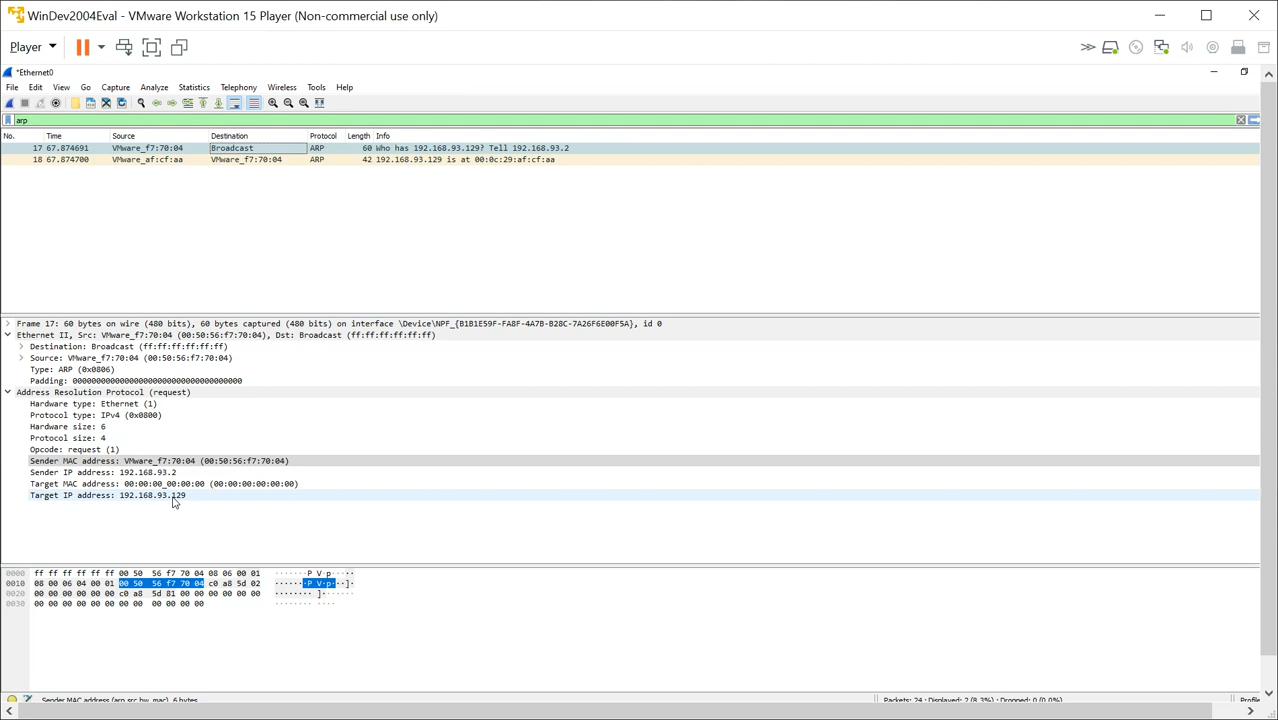 WinDev2004Eval - VMware Workstation 15 Player (Non-commercial use only)
Player
*Ethernet0
File Edit View Go Capture Analyze Statistics Telephony Wireless Tools Help
arp
No. Time Source Destination Protocol Length Info
17 67.874691 VMware_f7:70:04 Broadcast ARP 60 Who has 192.168.93.129? Tell 192.168.93.2
18 67.874700 VMware_af:cf:aa VMware_f7:70:04 ARP 42 192.168.93.129 is at 00:0c:29:af:cf:aa
Frame 17: 60 bytes on wire (480 bits), 60 bytes captured (480 bits) on interface \Device\NPF_{B1B1E59F-FA8F-4A7B-B28C-7A26F6E00F5A}, id 0
Ethernet II, Src: VMware_f7:70:04 (00:50:56:f7:70:04), Dst: Broadcast (ff:ff:ff:ff:ff:ff)
Destination: Broadcast (ff:ff:ff:ff:ff:ff)
Source: VMware_f7:70:04 (00:50:56:f7:70:04)
Type: ARP (0x0806)
Padding: 000000000000000000000000000000000000
Address Resolution Protocol (request)
Hardware type: Ethernet (1)
Protocol type: IPv4 (0x0800)
Hardware size: 6
Protocol size: 4
Opcode: request (1)
Sender MAC address: VMware_f7:70:04 (00:50:56:f7:70:04)
Sender IP address: 192.168.93.2
Target MAC address: 00:00:00_00:00:00 (00:00:00:00:00:00)
Target IP address: 192.168.93.129
0000 ff ff ff ff ff ff 00 50 56 f7 70 04 08 06 00 01 ·······P V·p·····
0010 08 00 06 04 00 01 00 50 56 f7 70 04 c0 a8 5d 02 ·······P V·p···]·
0020 00 00 00 00 00 00 c0 a8 5d 81 00 00 00 00 00 00 ········ ]·······
0030 00 00 00 00 00 00 00 00 00 00 00 00 ········ ····
Sender MAC address (arp.src.hw_mac), 6 bytes Packets: 24 · Displayed: 2 (8.3%) · Dropped: 0 (0.0%) Profile